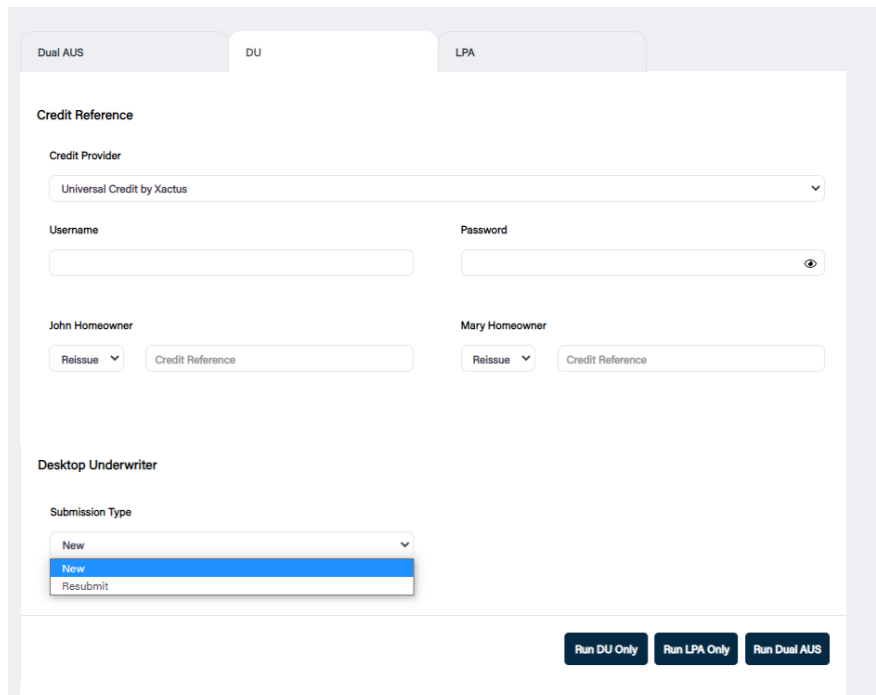 Dual AUS DU LPA
Credit Reference
Credit Provider
Universal Credit by Xactus
Username Password
John Homeowner Mary Homeowner
Reissue Credit Reference Reissue Credit Reference
Desktop Underwriter
Submission Type
New
New
Resubmit
Run DU Only Run LPA Only Run Dual AUS